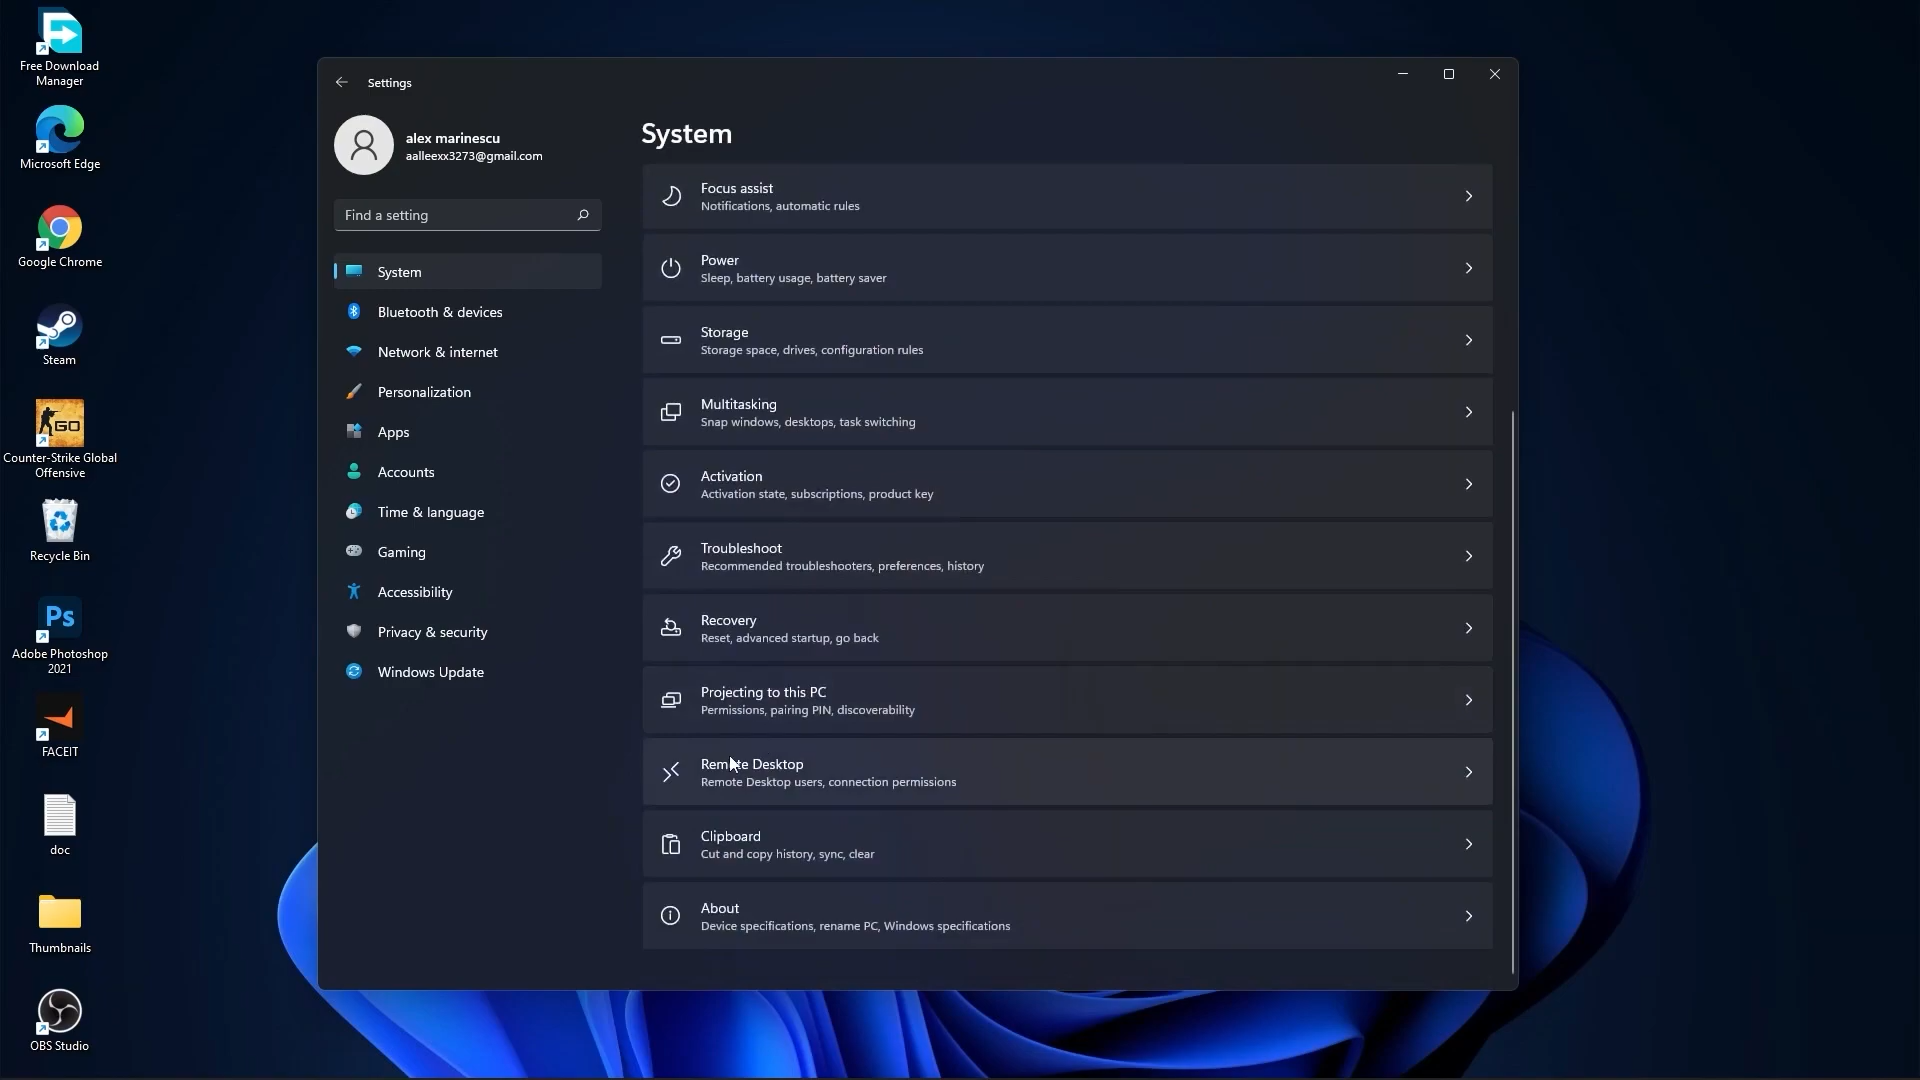 Free Download
Manager
Microsoft Edge
Google Chrome
Steam
GO
Counter-Strike Global
Offensive
Recycle Bin
Ps
Adobe Photoshop
2021
FACEIT
doc
Thumbnails
OBS Studio
Settings
alex marinescu
aalleexx3273@gmail.com
Find a setting
System
Bluetooth & devices
Network & internet
Personalization
Apps
Accounts
Time & language
Gaming
Accessibility
Privacy & security
Windows Update
System
Focus assist
Notifications, automatic rules
Power
Sleep, battery usage, battery saver
Storage
Storage space, drives, configuration rules
Multitasking
Snap windows, desktops, task switching
Activation
Activation state, subscriptions, product key
Troubleshoot
Recommended troubleshooters, preferences, history
Recovery
Reset, advanced startup, go back
Projecting to this PC
Permissions, pairing PIN, discoverability
Remote Desktop
Remote Desktop users, connection permissions
Clipboard
Cut and copy history, sync, clear
About
Device specifications, rename PC, Windows specifications